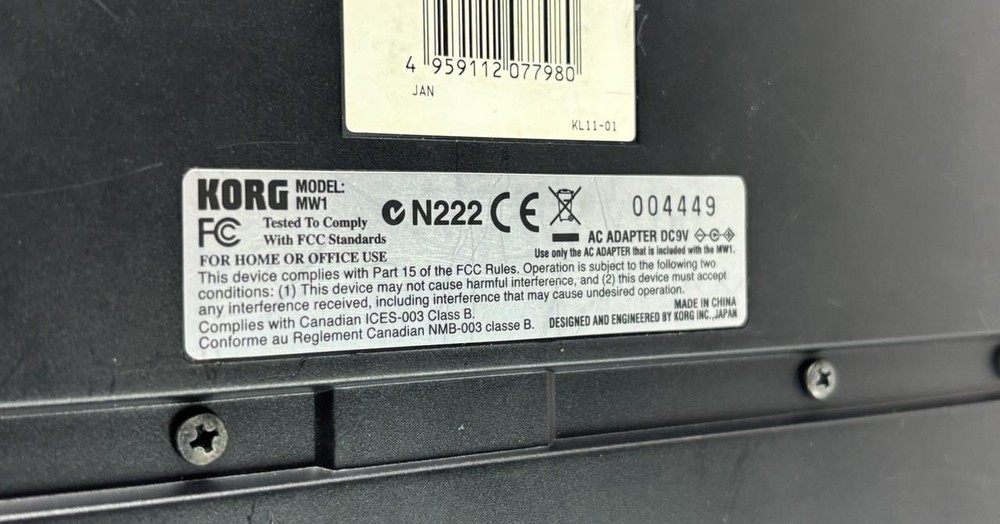 4 959112 077980
JAN
KL11-01
KORG MODEL:
MW1
FC Tested To Comply
With FCC Standards
FOR HOME OR OFFICE USE
N222 CE
004449
AC ADAPTER DC9V
Use only the AC ADAPTER that is included with the MW1.
This device complies with Part 15 of the FCC Rules. Operation is subject to the following two
conditions: (1) This device may not cause harmful interference, and (2) this device must accept
any interference received, including interference that may cause undesired operation.
Complies with Canadian ICES-003 Class B.
Conforme au Reglement Canadian NMB-003 classe B.
MADE IN CHINA
DESIGNED AND ENGINEERED BY KORG INC.,JAPAN